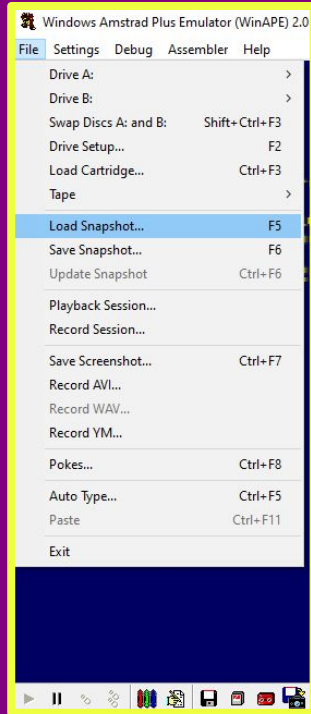 Windows Amstrad Plus Emulator (WinAPE) 2.0
File Settings Debug Assembler Help
Drive A: >
Drive B: >
Swap Discs A: and B: Shift+Ctrl+F3
Drive Setup... F2
Load Cartridge... Ctrl+F3
Tape >
Load Snapshot... F5
Save Snapshot... F6
Update Snapshot Ctrl+F6
Playback Session...
Record Session...
Save Screenshot... Ctrl+F7
Record AVI...
Record WAV...
Record YM...
Pokes... Ctrl+F8
Auto Type... Ctrl+F5
Paste Ctrl+F11
Exit